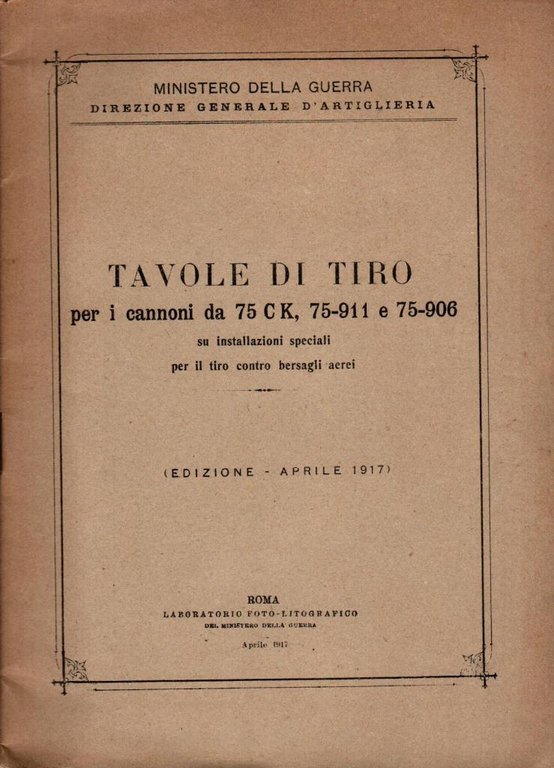 MINISTERO DELLA GUERRA
DIREZIONE GENERALE D'ARTIGLIERIA
TAVOLE DI TIRO
per i cannoni da 75 CK, 75-911 e 75-906
su installazioni speciali
per il tiro contro bersagli aerei
(EDIZIONE - APRILE 1917)
ROMA
LABORATORIO FOTO-LITOGRAFICO
DEL MINISTERO DELLA GUERRA
Aprile 1917